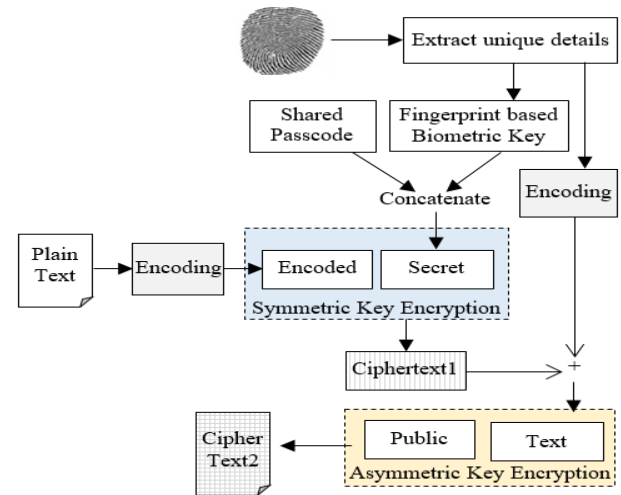 Extract unique details
Shared
Passcode
Fingerprint based
Biometric Key
Encoding
Concatenate
Plain
Text
Encoding
Encoded
Secret
Symmetric Key Encryption
Ciphertext1
+
Cipher
Text2
Public
Text
Asymmetric Key Encryption